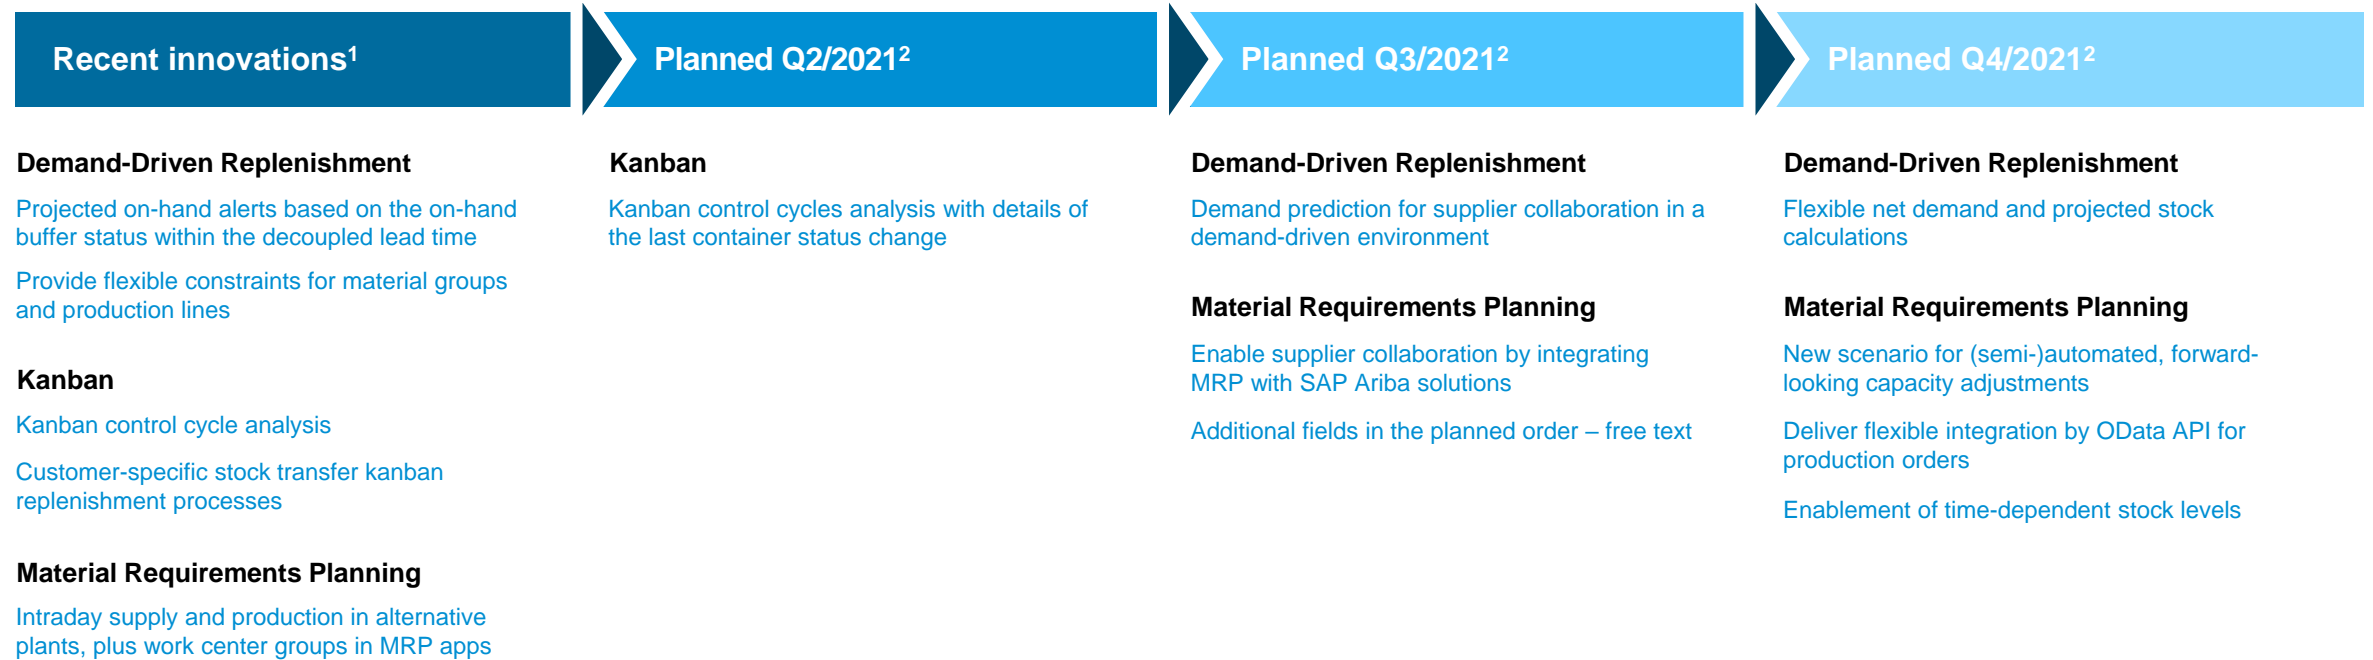 Recent innovations1
Planned Q2/20212
Planned Q3/20212
Planned Q4/20212
Demand-Driven Replenishment
Projected on-hand alerts based on the on-hand
buffer status within the decoupled lead time
Provide flexible constraints for material groups
and production lines
Kanban
Kanban control cycle analysis
Customer-specific stock transfer kanban
replenishment processes
Material Requirements Planning
Intraday supply and production in alternative
plants, plus work center groups in MRP apps
Kanban
Kanban control cycles analysis with details of
the last container status change
Demand-Driven Replenishment
Demand prediction for supplier collaboration in a
demand-driven environment
Material Requirements Planning
Enable supplier collaboration by integrating
MRP with SAP Ariba solutions
Additional fields in the planned order – free text
Demand-Driven Replenishment
Flexible net demand and projected stock
calculations
Material Requirements Planning
New scenario for (semi-)automated, forward-
looking capacity adjustments
Deliver flexible integration by OData API for
production orders
Enablement of time-dependent stock levels